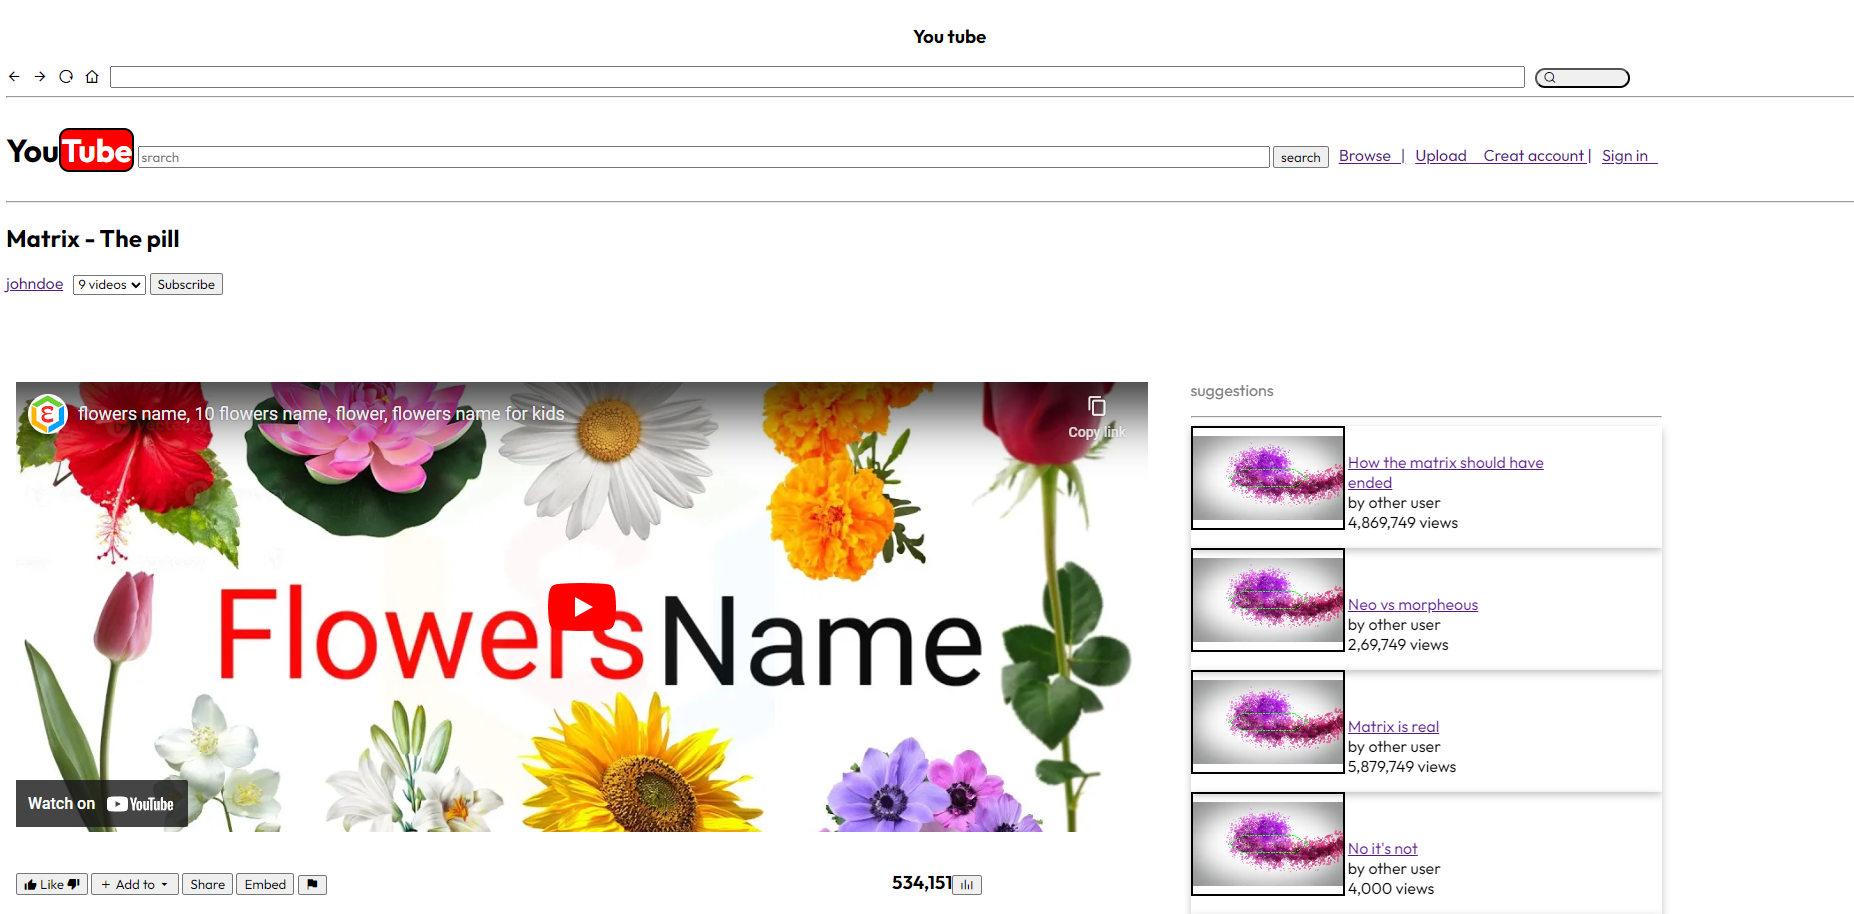 You tube
YouTube srarch search Browse | Upload Creat account | Sign in
Matrix - The pill
johndoe 9 videos Subscribe
flowers name, 10 flowers name, flower, flowers name for kids
Copy link
Flowers Name
Watch on YouTube
Like + Add to Share Embed 534,151
suggestions
How the matrix should have
ended
by other user
4,869,749 views
Neo vs morpheous
by other user
2,69,749 views
Matrix is real
by other user
5,879,749 views
No it's not
by other user
4,000 views